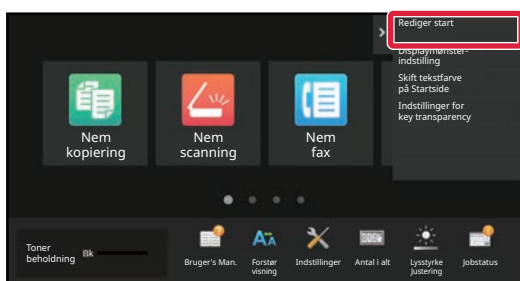 Rediger start
Displaymønster-
indstilling
Skift tekstfarve
på Startside
Indstillinger for
key transparency
Nem
kopiering
Nem
scanning
Nem
fax
Toner
beholdning
Bk
Bruger's Man.
Forstør
visning
Indstillinger
Antal i alt
Lysstyrke
Justering
Jobstatus